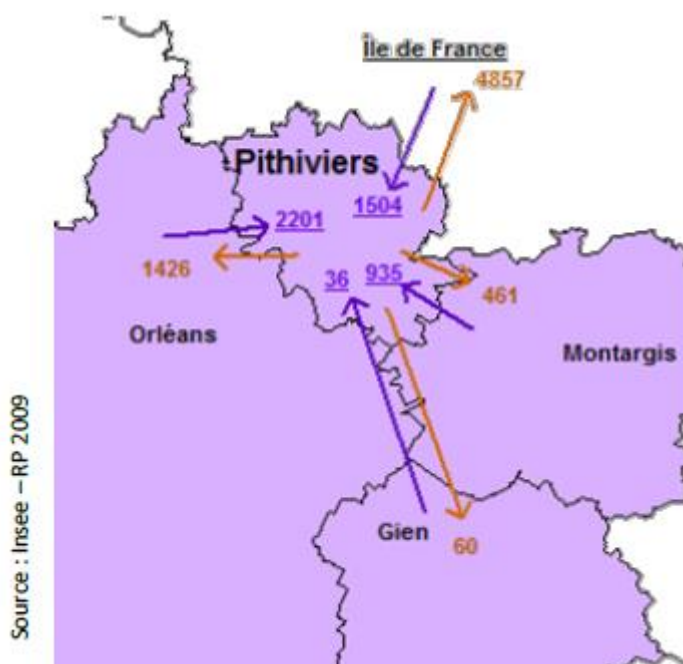 Île de France
4857
Pithiviers
1504
2201
1426
36
935
461
Orléans
Montargis
Gien
60
Source : Insee – RP 2009